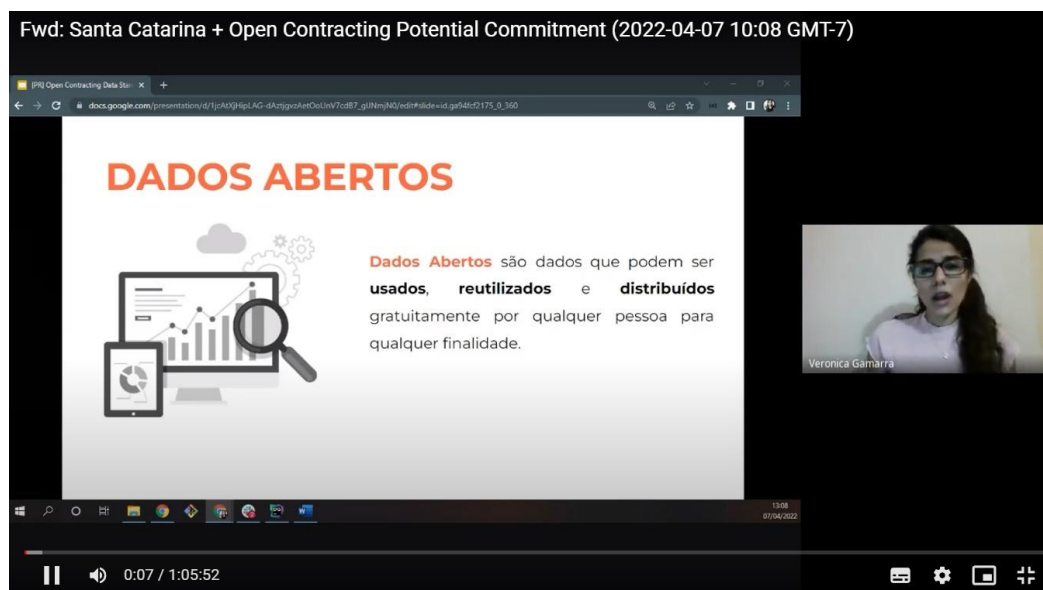 Fwd: Santa Catarina + Open Contracting Potential Commitment (2022-04-07 10:08 GMT-7)
[PR] Open Contracting Data Stan
DADOS ABERTOS
Dados Abertos são dados que podem ser
usados, reutilizados e distribuídos
gratuitamente por qualquer pessoa para
qualquer finalidade.
Veronica Gamarra
13:08
07/04/2022
0:07 / 1:05:52